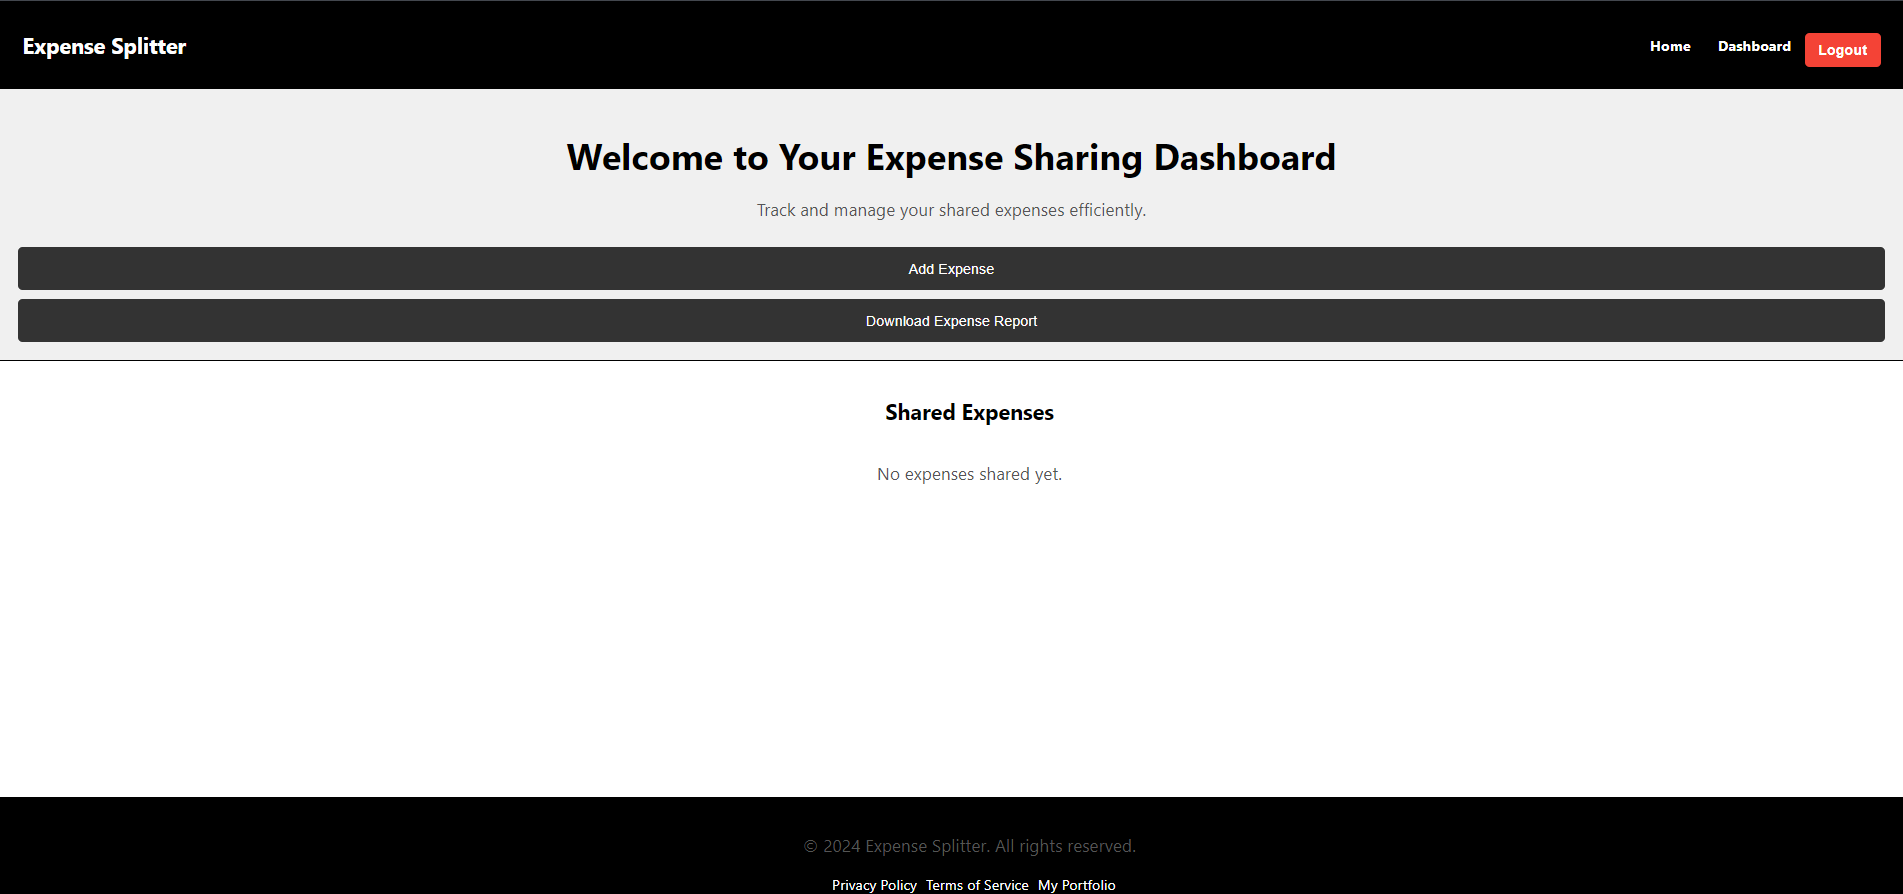 Expense Splitter
Home Dashboard Logout
Welcome to Your Expense Sharing Dashboard
Track and manage your shared expenses efficiently.
Add Expense
Download Expense Report
Shared Expenses
No expenses shared yet.
© 2024 Expense Splitter. All rights reserved.
Privacy Policy Terms of Service My Portfolio